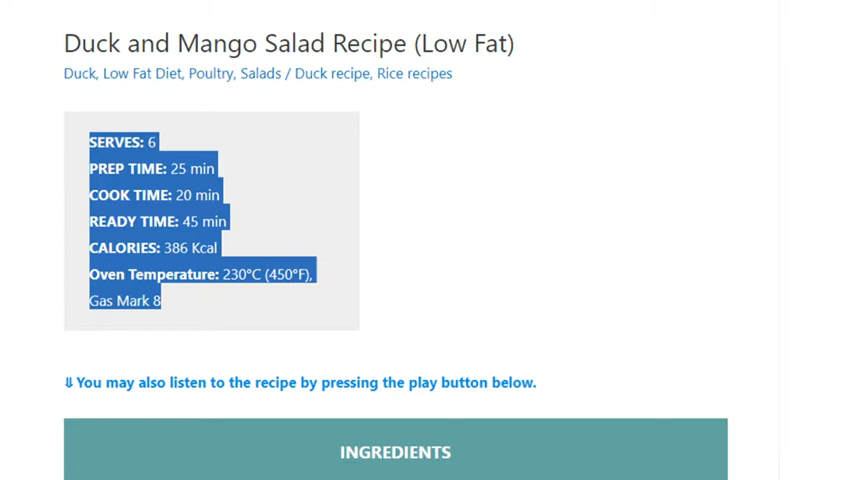 Duck and Mango Salad Recipe (Low Fat)
Duck, Low Fat Diet, Poultry, Salads / Duck recipe, Rice recipes
SERVES: 6
PREP TIME: 25 min
COOK TIME: 20 min
READY TIME: 45 min
CALORIES: 386 Kcal
Oven Temperature: 230°C (450°F),
Gas Mark 8
⇓ You may also listen to the recipe by pressing the play button below.
INGREDIENTS